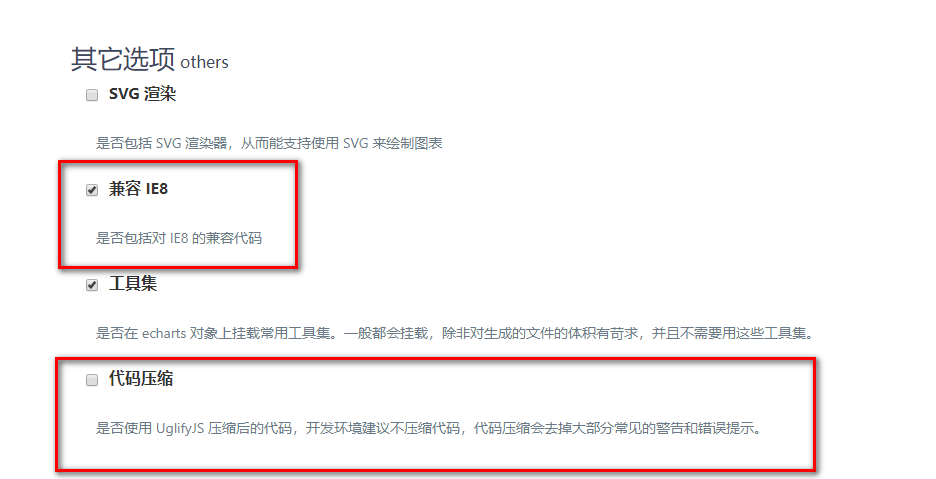 其它选项 others
SVG 渲染
是否包括 SVG 渲染器，从而能支持使用 SVG 来绘制图表
兼容 IE8
是否包括对 IE8 的兼容代码
工具集
是否在 echarts 对象上挂载常用工具集。一般都会挂载，除非对生成的文件的体积有苛求，并且不需要用这些工具集。
代码压缩
是否使用 UglifyJS 压缩后的代码，开发环境建议不压缩代码，代码压缩会去掉大部分常见的警告和错误提示。